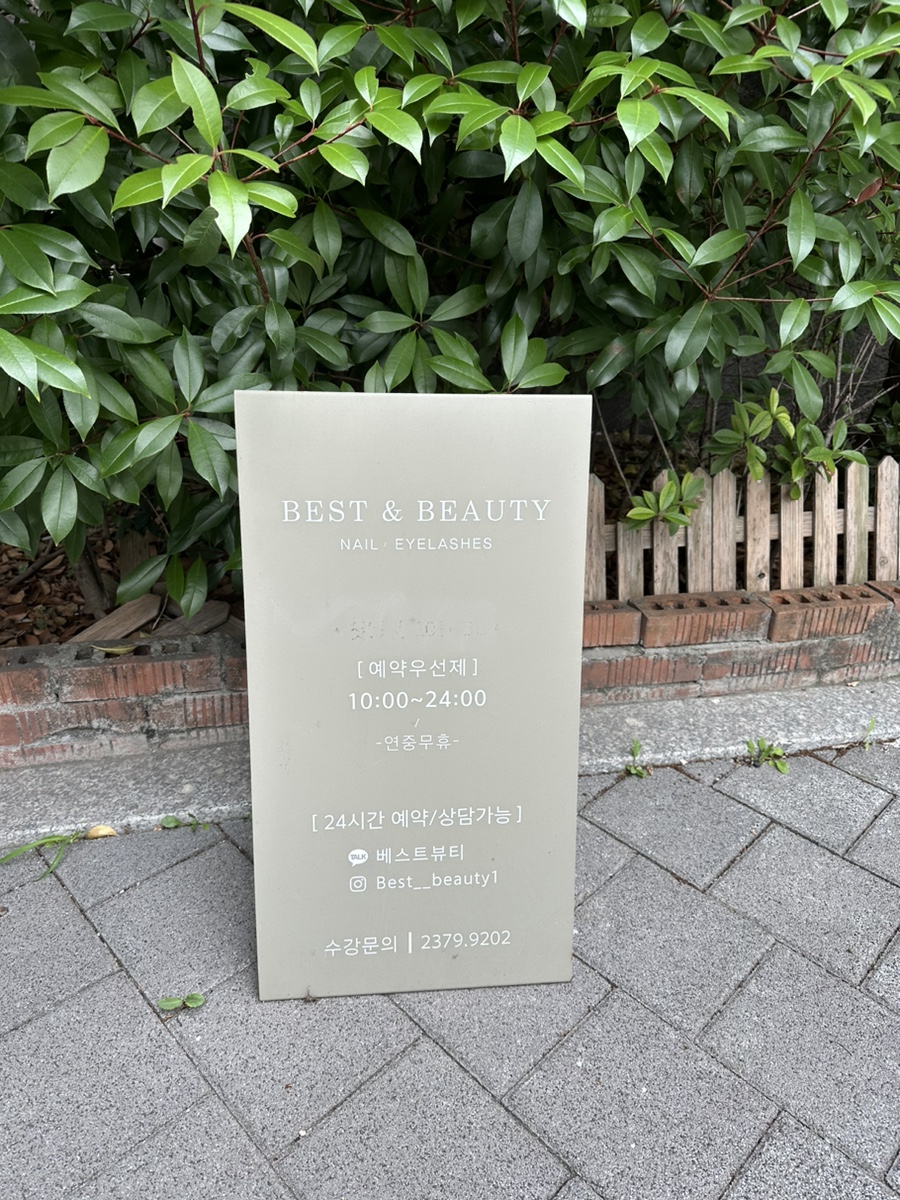 BEST & BEAUTY
NAIL · EYELASHES
[ 예약우선제 ]
10:00~24:00
/
-연중무휴-
[ 24시간 예약/상담가능 ]
TALK 베스트뷰티
Best__beauty1
수강문의 | 2379.9202